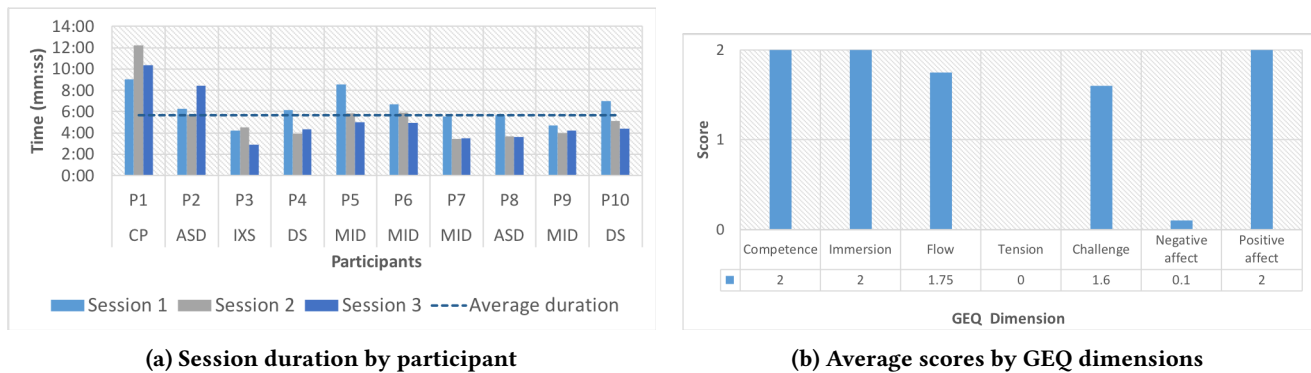 14:00
12:00
10:00
8:00
6:00
4:00
2:00
0:00
Time (mm:ss)
P1 P2 P3 P4 P5 P6 P7 P8 P9 P10
CP ASD IXS DS MID MID MID ASD MID DS
Participants
Session 1 Session 2 Session 3 Average duration
(a) Session duration by participant
2
1
0
Score
Competence Immersion Flow Tension Challenge Negative affect Positive affect
2 2 1.75 0 1.6 0.1 2
GEQ Dimension
(b) Average scores by GEQ dimensions